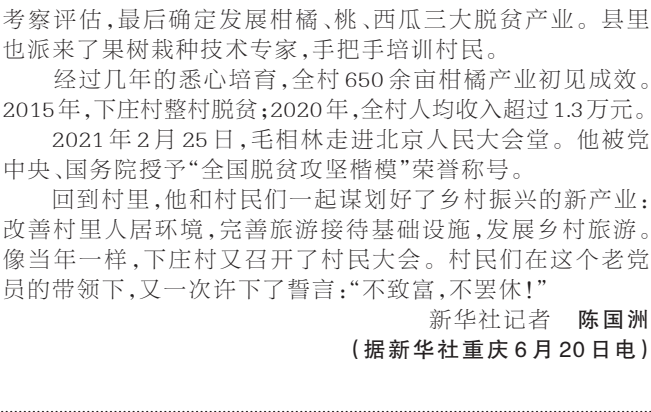 考察评估,最后确定发展柑橘、桃、西瓜三大脱贫产业。县里
也派来了果树栽种技术专家,手把手培训村民。
经过几年的悉心培育,全村650余亩柑橘产业初见成效。
2015年,下庄村整村脱贫;2020年,全村人均收入超过1.3万元。
2021年2月25日,毛相林走进北京人民大会堂。他被党
中央、国务院授予“全国脱贫攻坚楷模”荣誉称号。
回到村里,他和村民们一起谋划好了乡村振兴的新产业:
改善村里人居环境,完善旅游接待基础设施,发展乡村旅游。
像当年一样,下庄村又召开了村民大会。村民们在这个老党
员的带领下,又一次许下了誓言:“不致富,不罢休!”
新华社记者 陈国洲
(据新华社重庆6月20日电)